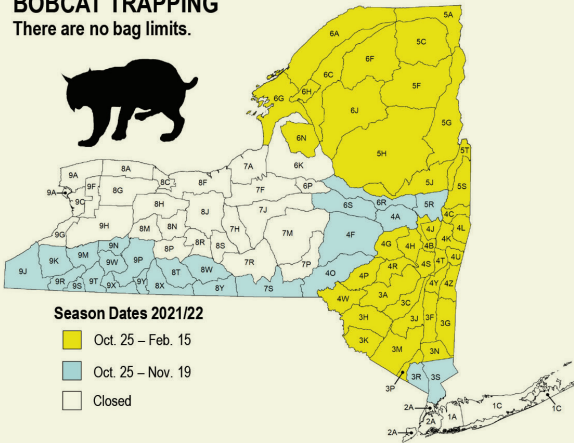 BOBCAT TRAPPING
There are no bag limits.
5A
6A
5C
6F
6C
5F
6H
6G
6J
5G
6N
5H
5T
7A
6K
9A
8A
9A
9F
8C
8F
7F
6P
5J
5S
8G
9C
6S
6R
5R
8H
8J
7J
4A
4C
9G
9H
8M
8N
7H
7M
4F
4J
4L
4G
4H
4B
4K
9N
8P
8R
8S
9K
9M
9W
9P
7R
7P
4O
4R
4S
4T
4U
9J
8T
8W
4P
9R
9S
9T
9X
9Y
8X
8Y
7S
4Y
4Z
4W
3A
3C
3H
3J
3F
3G
Season Dates 2021/22
Oct. 25 – Feb. 15
3K
3M
3N
Oct. 25 – Nov. 19
3P
3R
3S
Closed
2A
1A
1C
1C
2A